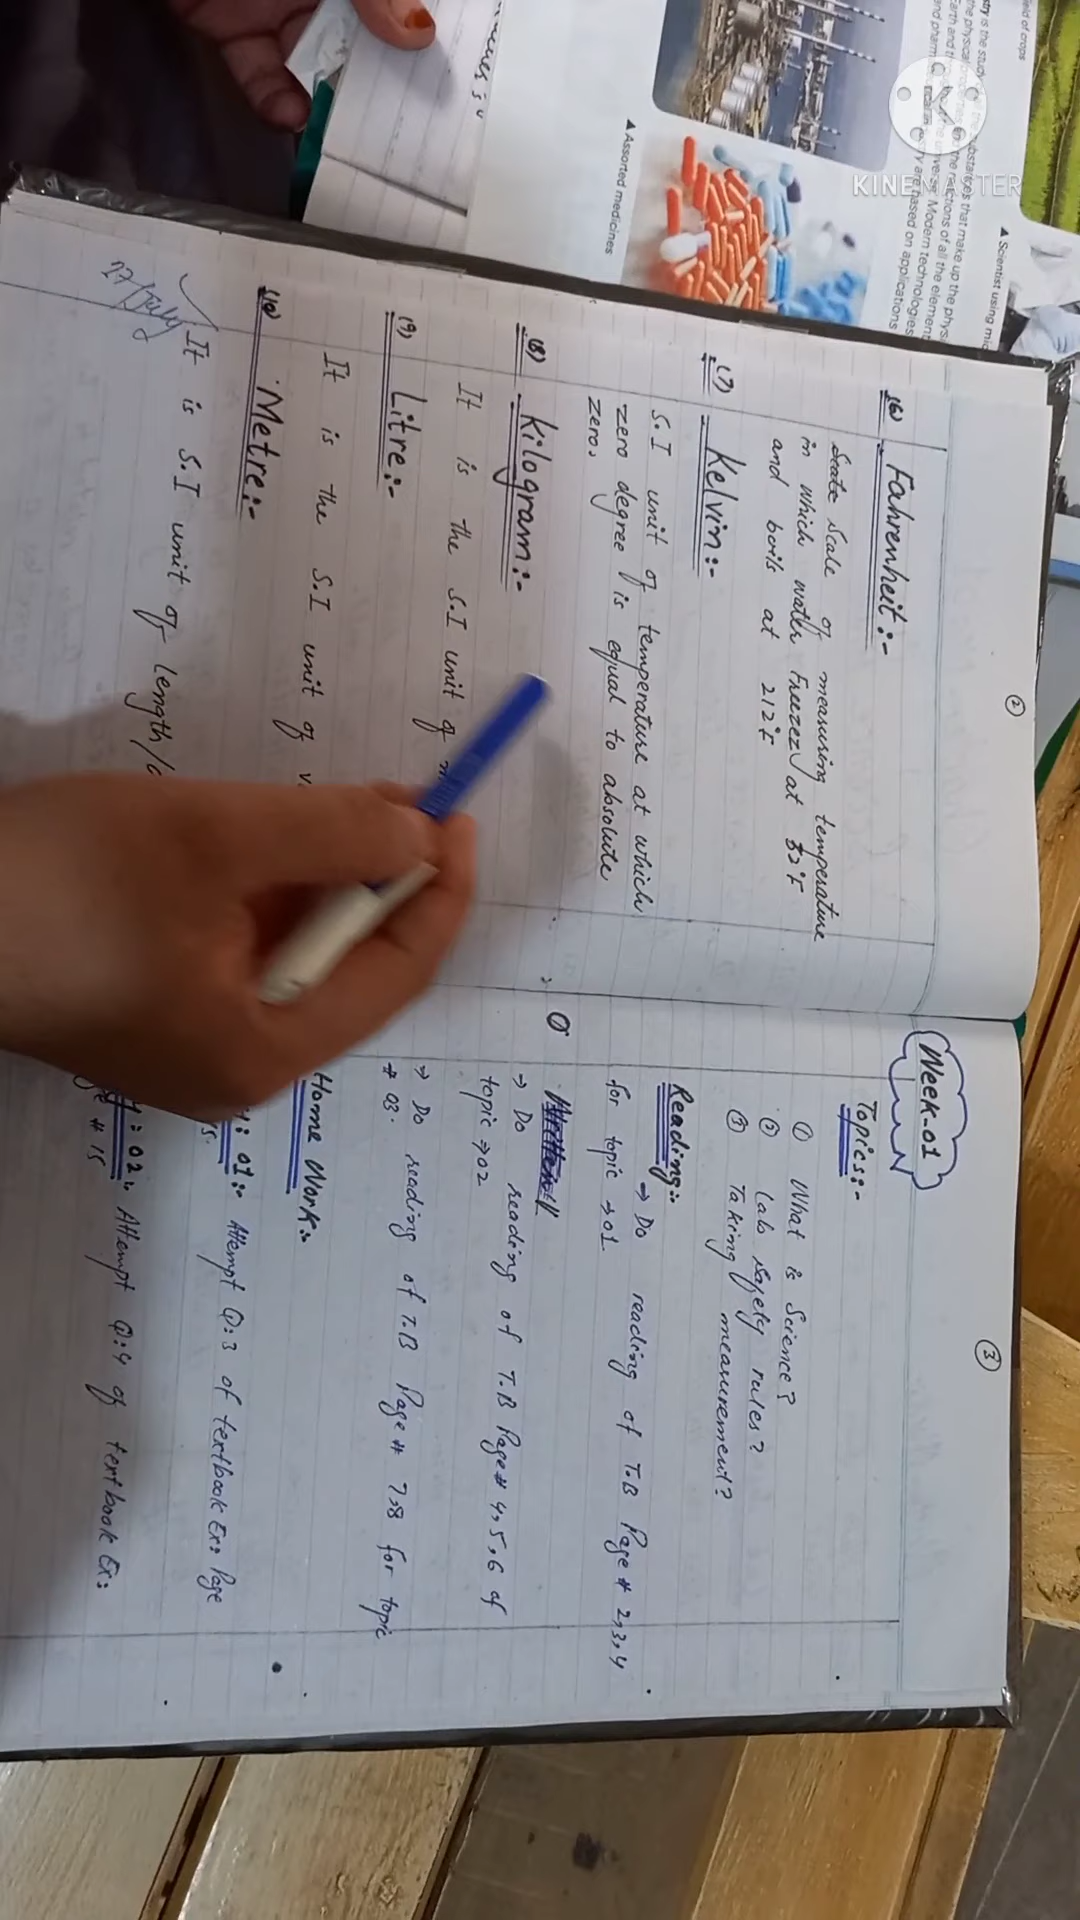 ②
(6) Fahrenheit:-
Scale of measuring temperature
in which water Freezes at 32°F
and boils at 212°F
(7) Kelvin:-
S.I unit of temperature at which
zero degree is equal to absolute
zero.
(8) Kilogram:-
It is the S.I unit of
(9) Litre:-
It is the S.I unit of
(10) Metre:-
It is S.I unit of length/
③
Week-01
Topics:-
① What is Science?
② Lab safety rules?
③ Taking measurement?
Reading:-
→ Do reading of T.B Page # 2,3,4
for topic → 01
→ Do reading of T.B Page # 4,5,6 of
topic → 02
→ Do reading of T.B Page # 7,8 for topic
# 03.
Home Work:-
: 01:- Attempt Q:3 of textbook Ex: Page
: 02:- Attempt Q:4 of textbook Ex:
# 15
▲ Assorted medicines
▲ Scientist using
field of crops
KINEMASTER